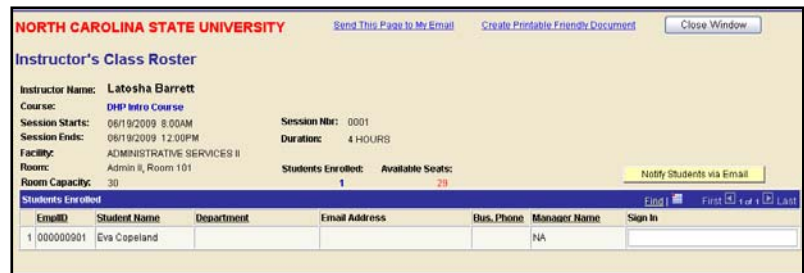 NORTH CAROLINA STATE UNIVERSITY Send This Page to My Email Create Printable Friendly Document Close Window
Instructor's Class Roster
Instructor Name: Latosha Barrett
Course: DHP Intro Course
Session Starts: 06/19/2009 8:00AM Session Nbr: 0001
Session Ends: 06/19/2009 12:00PM Duration: 4 HOURS
Facility: ADMINISTRATIVE SERVICES II
Room: Admin II, Room 101 Students Enrolled: Available Seats: Notify Students via Email
Room Capacity: 30 1 29
Students Enrolled Find | First 1 of 1 Last
EmplID Student Name Department Email Address Bus. Phone Manager Name Sign In
1 000000901 Eva Copeland NA